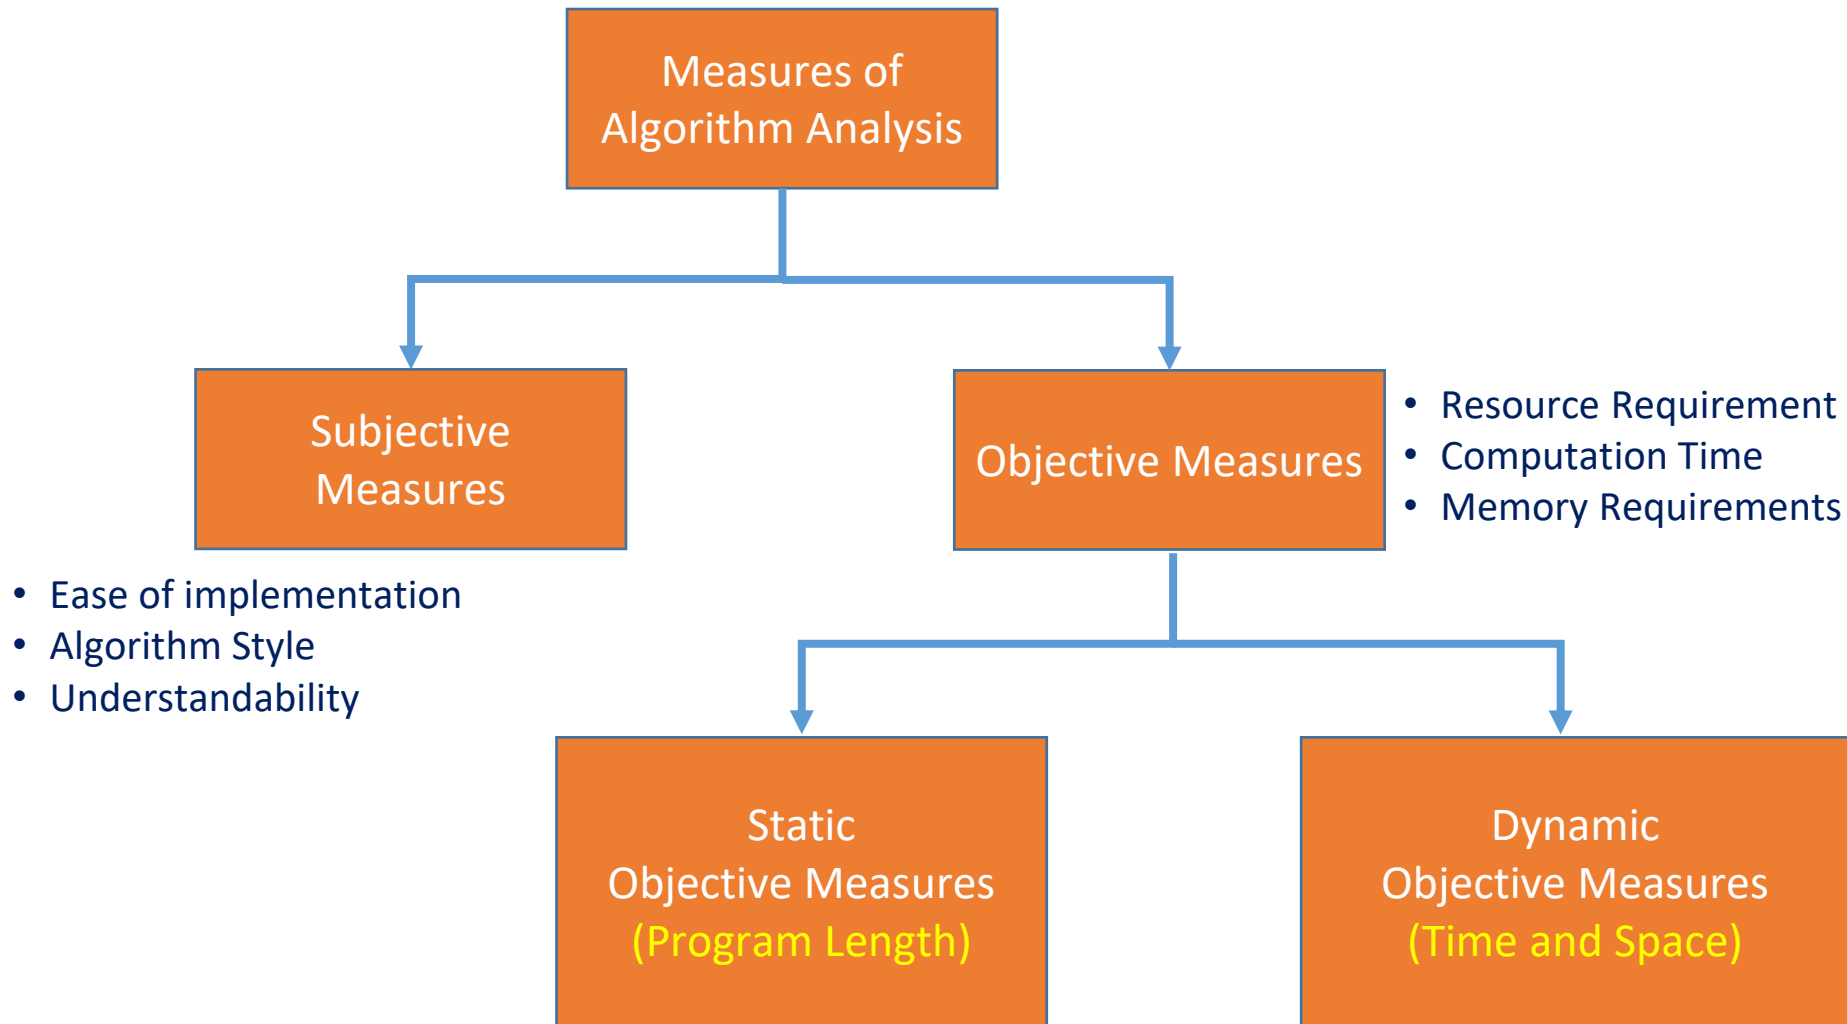 Measures of
Algorithm Analysis
Subjective
Measures
Objective Measures
• Resource Requirement
• Computation Time
• Memory Requirements
• Ease of implementation
• Algorithm Style
• Understandability
Static
Objective Measures
(Program Length)
Dynamic
Objective Measures
(Time and Space)